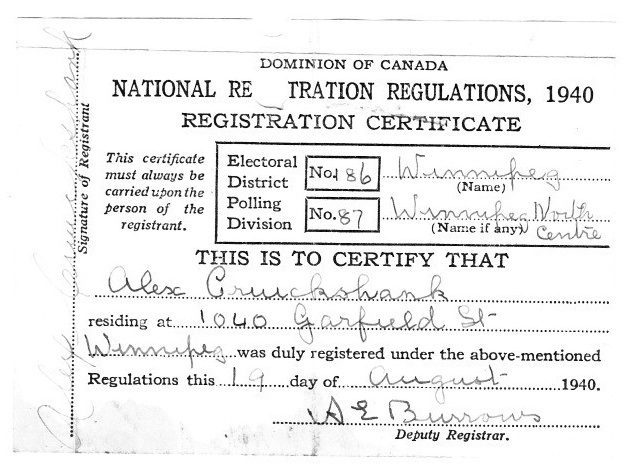 DOMINION OF CANADA
NATIONAL RE TRATION REGULATIONS, 1940
REGISTRATION CERTIFICATE
This certificate
must always be
carried upon the
person of the
registrant.
Electoral
District
No. 186
Winnipeg
(Name)
Polling
Division
No. 87
Winnipeg North
Centre
(Name if any)
THIS IS TO CERTIFY THAT
Alex Cruickshank
residing at 1040 Garfield St
Winnipeg was duly registered under the above-mentioned
Regulations this 19 day of August 1940.
A E Burrows
Deputy Registrar.
Signature of Registrant
Alex Cruickshank